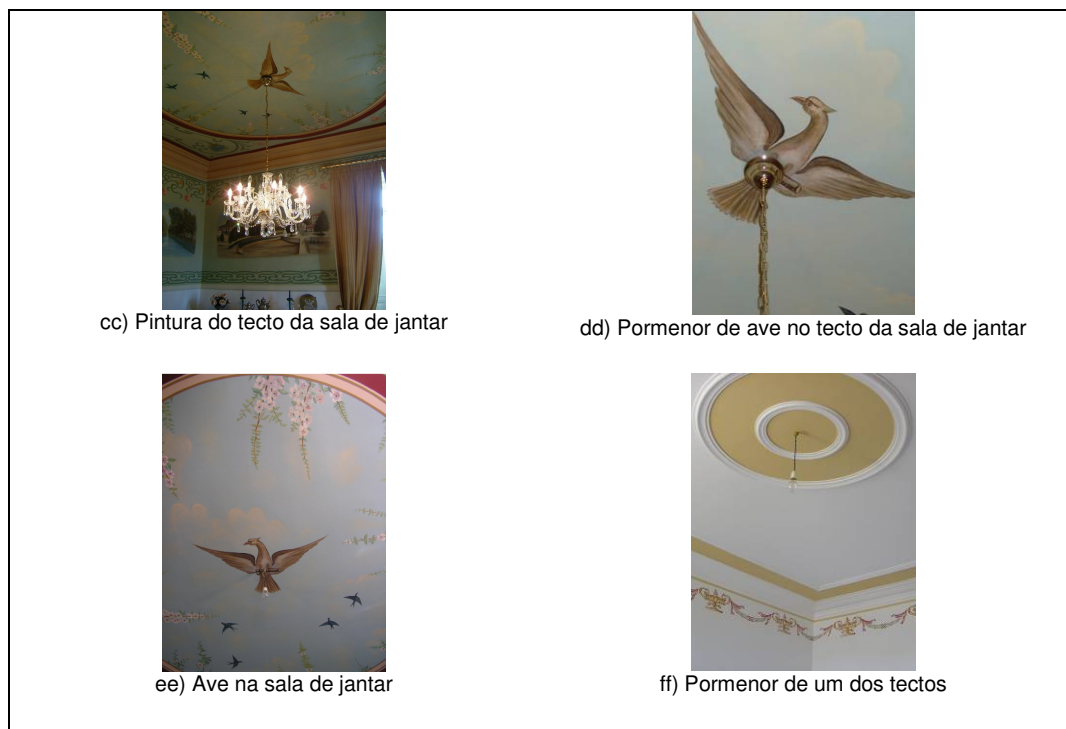 cc) Pintura do tecto da sala de jantar
dd) Pormenor de ave no tecto da sala de jantar
ee) Ave na sala de jantar
ff) Pormenor de um dos tectos